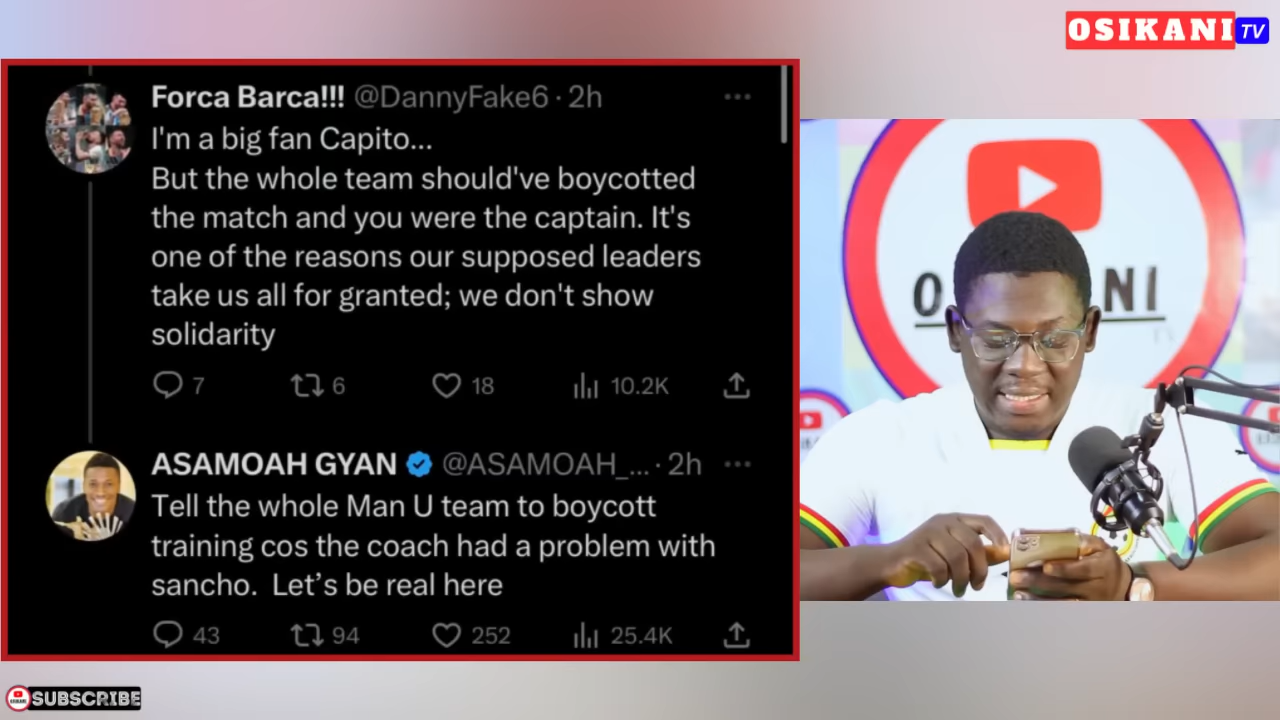 OSIKANI TV
Forca Barca!!! @DannyFake6 · 2h
I'm a big fan Capito...
But the whole team should've boycotted
the match and you were the captain. It's
one of the reasons our supposed leaders
take us all for granted; we don't show
solidarity
7 6 18 10.2K
ASAMOAH GYAN @ASAMOAH_... · 2h
Tell the whole Man U team to boycott
training cos the coach had a problem with
sancho. Let’s be real here
43 94 252 25.4K
O NI
SUBSCRIBE